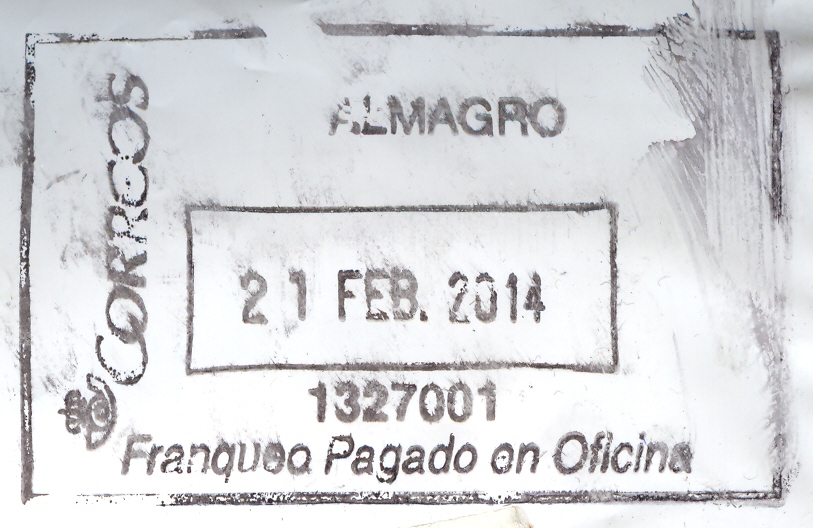 CORREOS
ALMAGRO
21 FEB. 2014
1327001
Franqueo Pagado en Oficina